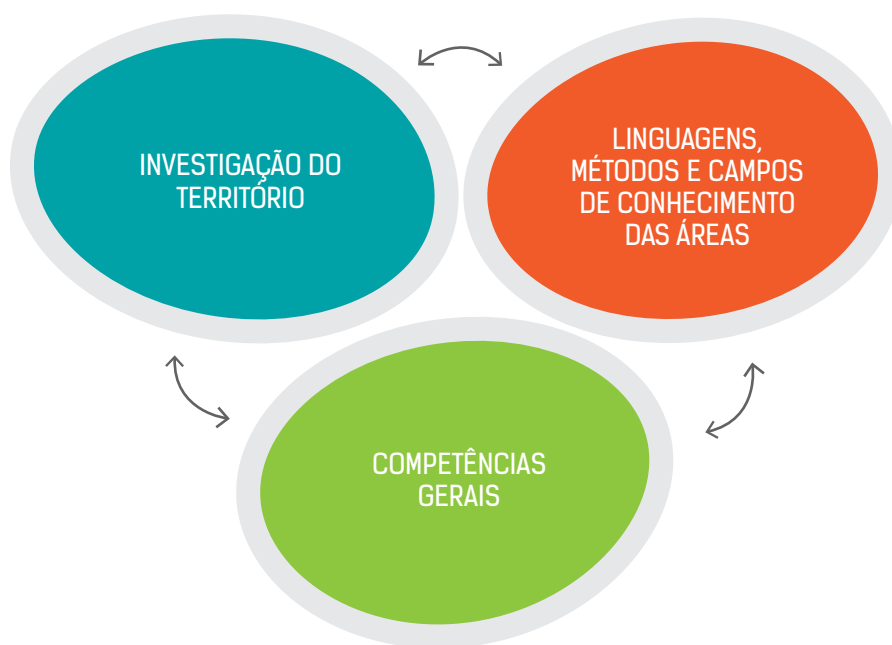 INVESTIGAÇÃO DO
TERRITÓRIO
LINGUAGENS,
MÉTODOS E CAMPOS
DE CONHECIMENTO
DAS ÁREAS
COMPETÊNCIAS
GERAIS